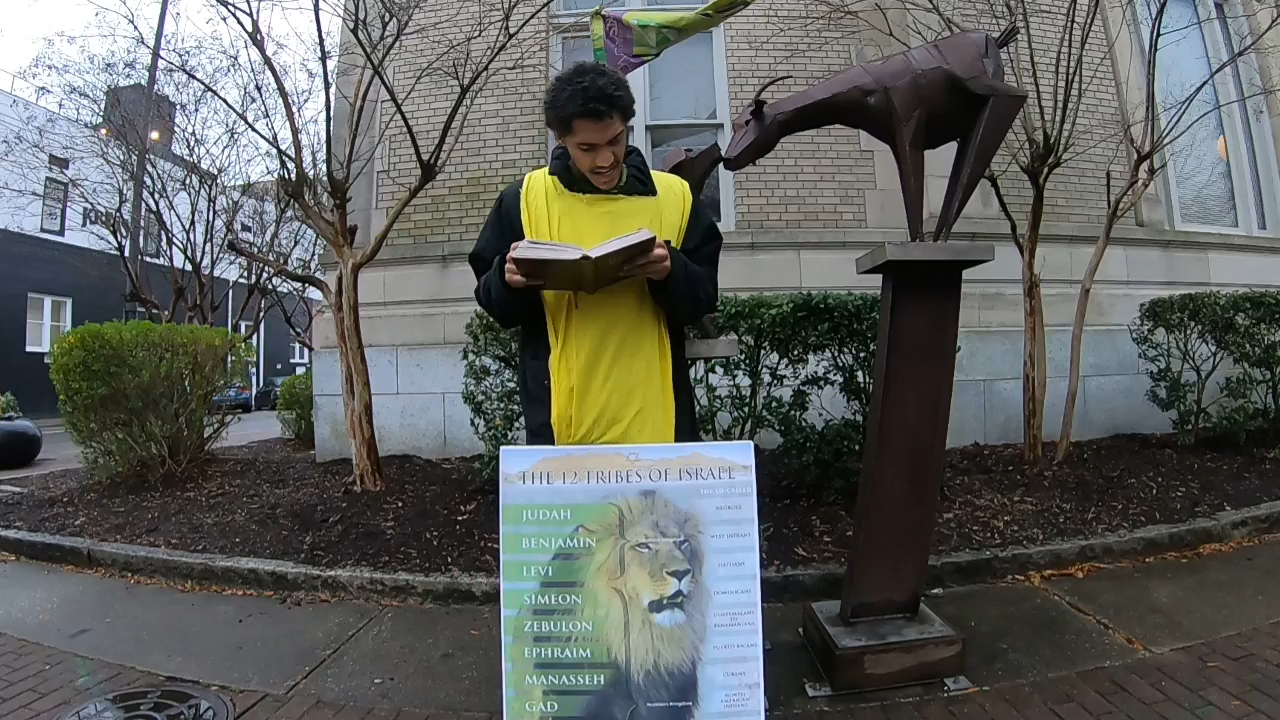 THE 12 TRIBES OF ISRAEL
THE SO CALLED
JUDAH
NEGROES
BENJAMIN
WEST INDIANS
LEVI
HAITIANS
SIMEON
DOMINICANS
ZEBULON
GUATEMALANS
TO
PANAMANIANS
EPHRAIM
PUERTO RICANS
MANASSEH
CUBANS
GAD
NORTH
AMERICAN
INDIANS